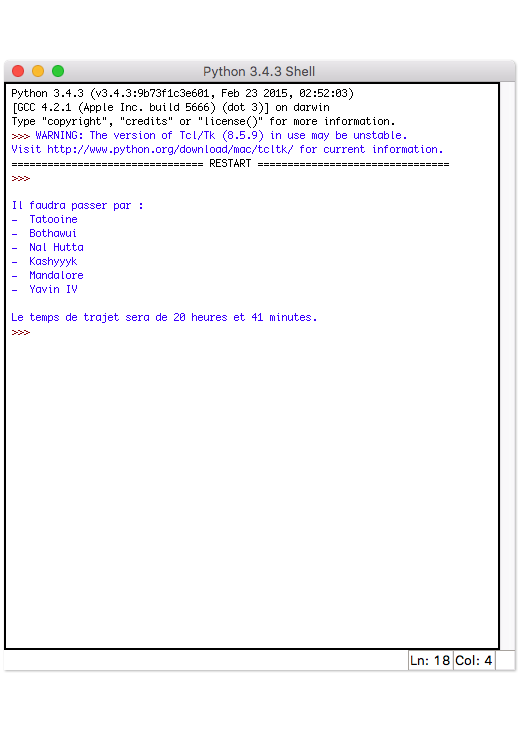 Python 3.4.3 Shell
Python 3.4.3 (v3.4.3:9b73f1c3e601, Feb 23 2015, 02:52:03)
[GCC 4.2.1 (Apple Inc. build 5666) (dot 3)] on darwin
Type "copyright", "credits" or "license()" for more information.
>>> WARNING: The version of Tcl/Tk (8.5.9) in use may be unstable.
Visit http://www.python.org/download/mac/tcltk/ for current information.
================================ RESTART ================================
>>>
Il faudra passer par :
- Tatooine
- Bothawui
- Nal Hutta
- Kashyyyk
- Mandalore
- Yavin IV
Le temps de trajet sera de 20 heures et 41 minutes.
>>>
Ln: 18 Col: 4